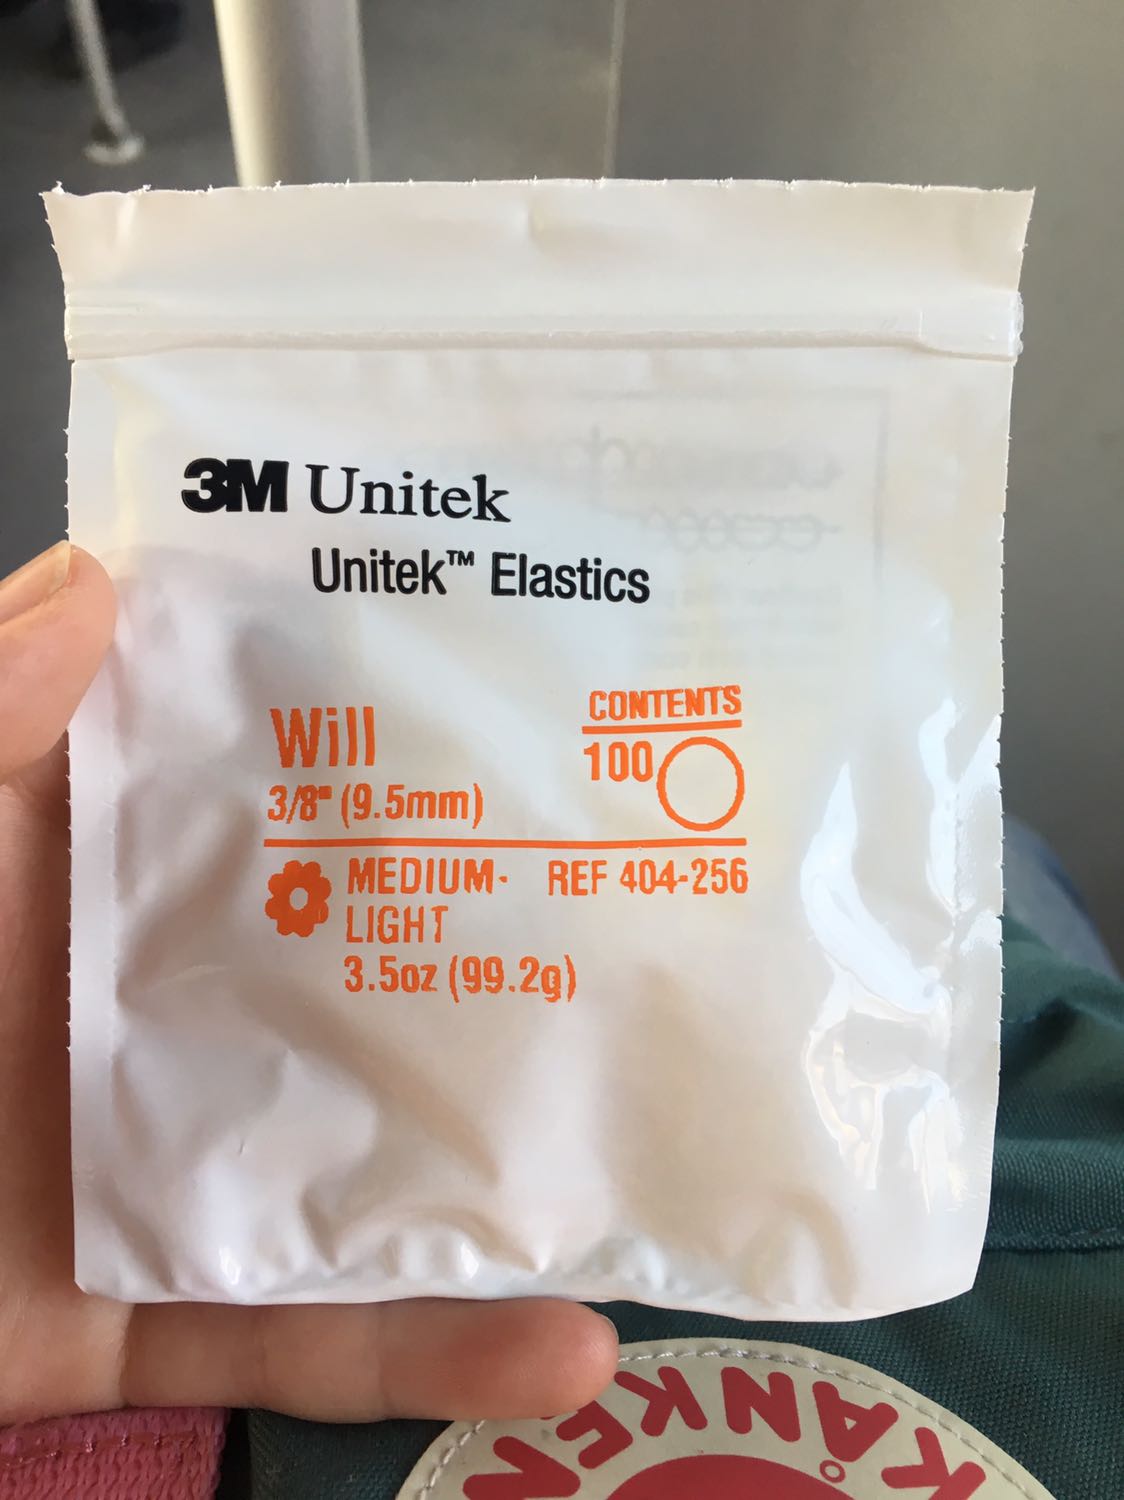 3M Unitek
Unitek™ Elastics
Will
3/8" (9.5mm)
CONTENTS
100
MEDIUM-
LIGHT
3.5oz (99.2g)
REF 404-256
KÅNKEN